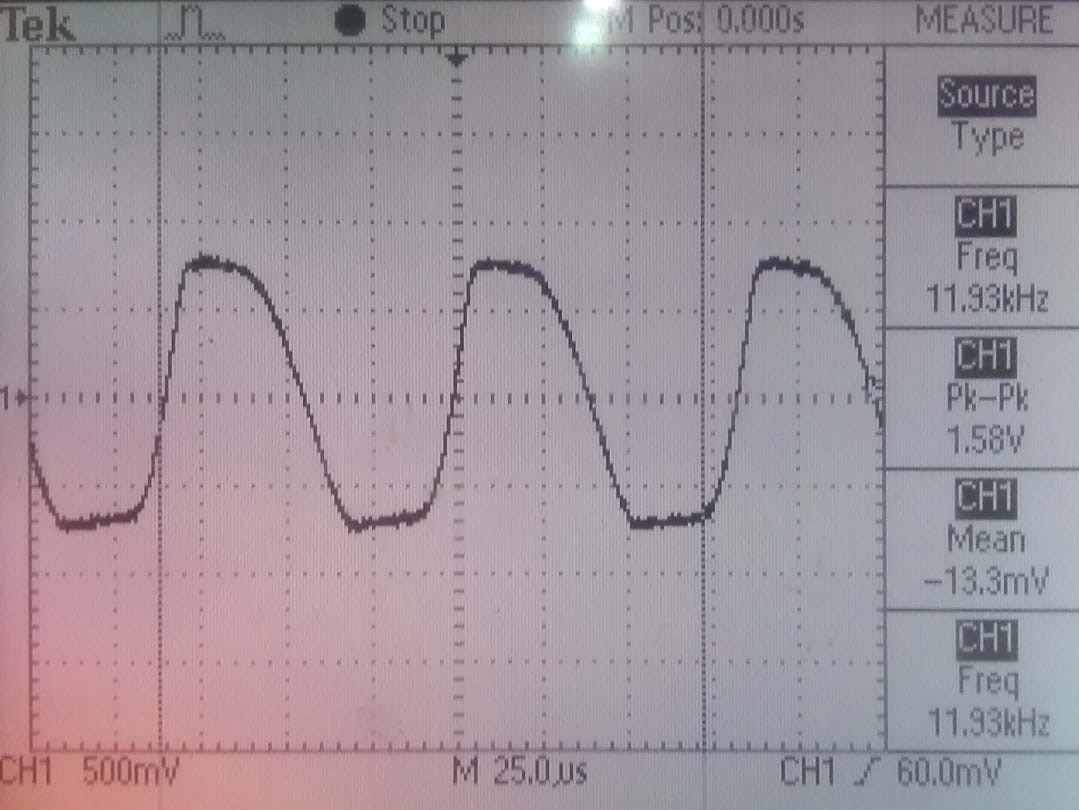 Tek Stop M Pos: 0.000s MEASURE
Source
Type
CH1
Freq
11.93kHz
CH1
Pk-Pk
1.58V
CH1
Mean
-13.3mV
CH1
Freq
11.93kHz
1
CH1 500mV M 25.0µs CH1 60.0mV